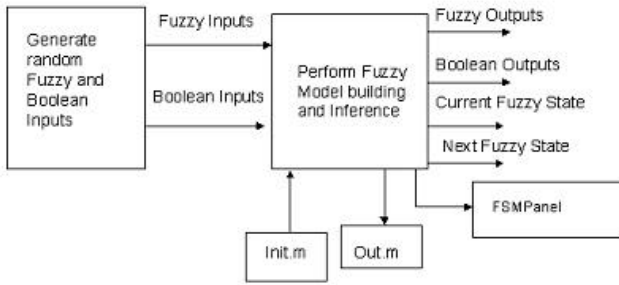 Generate
random
Fuzzy and
Boolean
Inputs
Fuzzy Inputs
Boolean Inputs
Perform Fuzzy
Model building
and Inference
Fuzzy Outputs
Boolean Outputs
Current Fuzzy State
Next Fuzzy State
FSMPanel
Init.m
Out.m